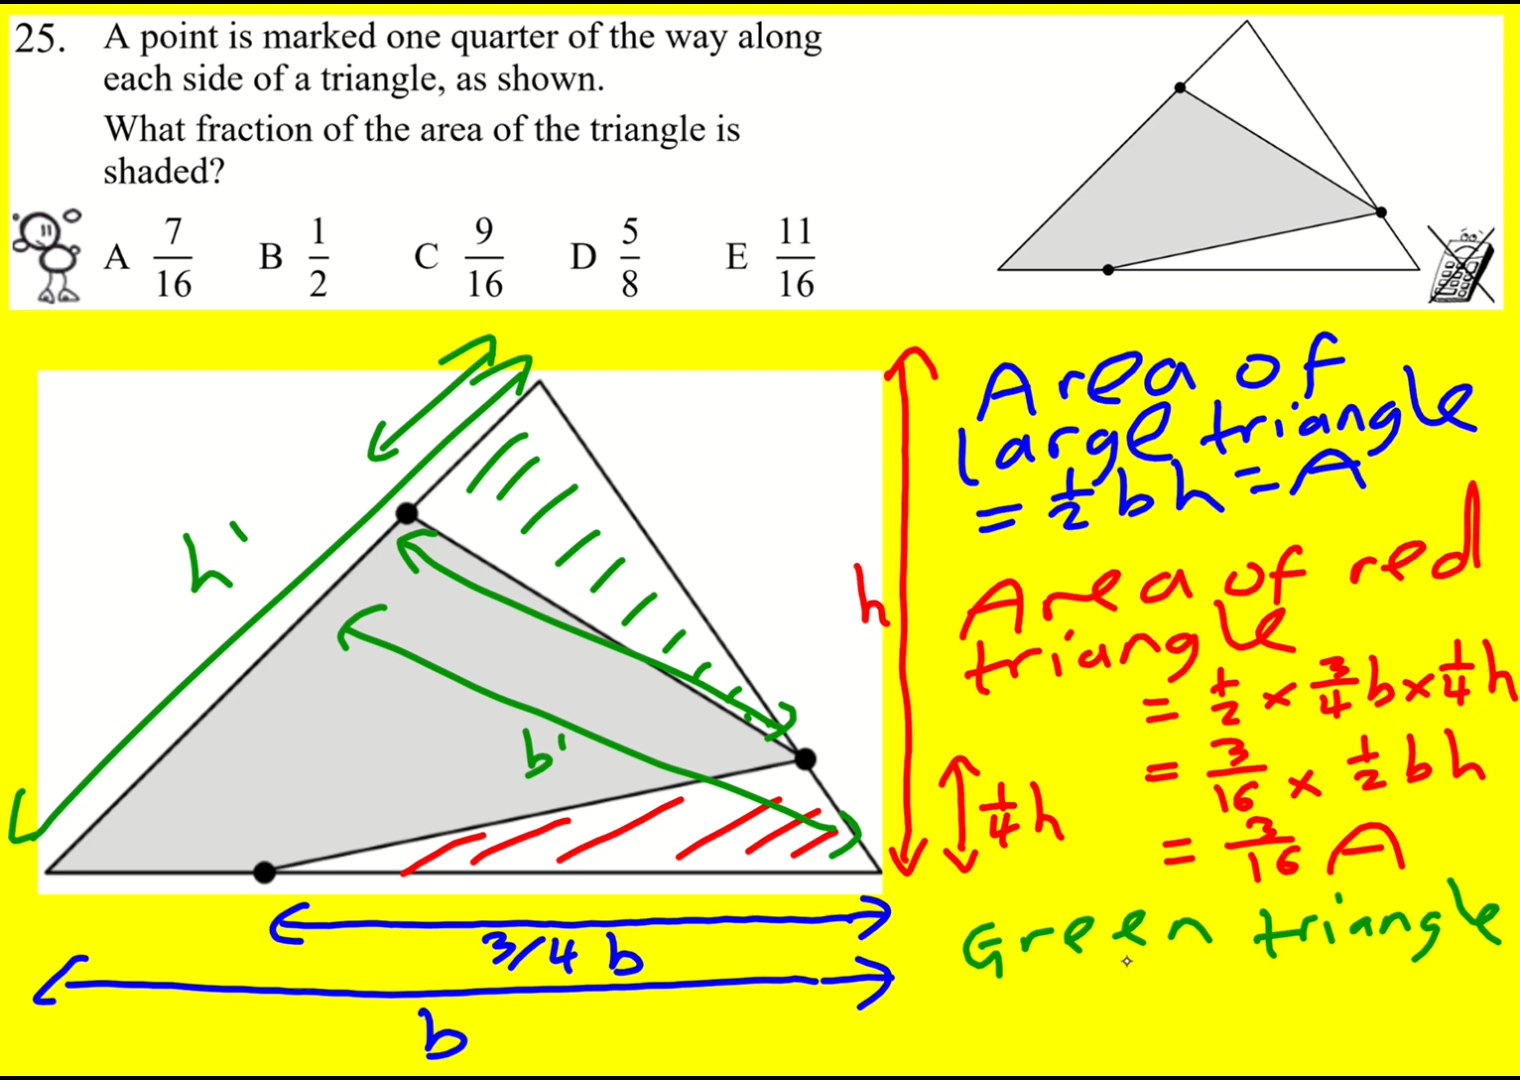 25. A point is marked one quarter of the way along
each side of a triangle, as shown.
What fraction of the area of the triangle is
shaded?
A 7/16 B 1/2 C 9/16 D 5/8 E 11/16
h'
b'
3/4 b
b
h
1/4 h
Area of
large triangle
= 1/2 bh = A
Area of red
triangle
= 1/2 × 3/4 b × 1/4 h
= 3/16 × 1/2 bh
= 3/16 A
Green triangle